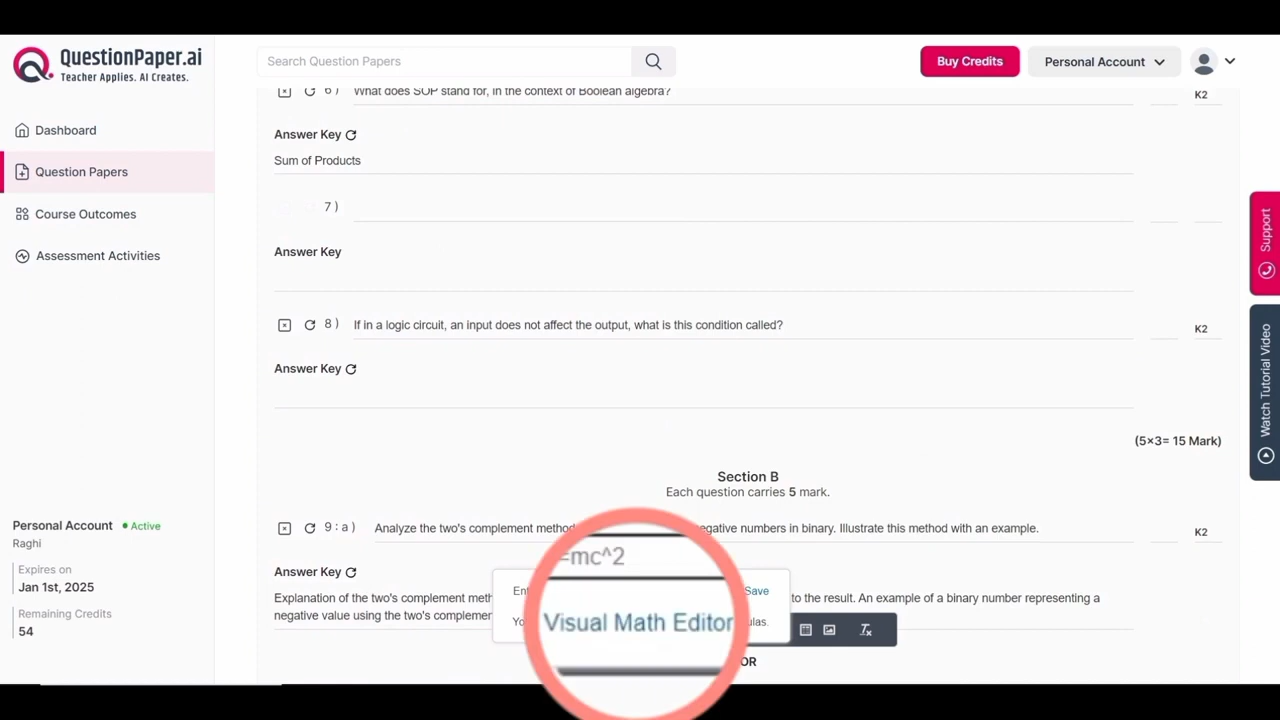 QuestionPaper.ai
Teacher Applies. AI Creates.
Search Question Papers
Buy Credits
Personal Account
Dashboard
Question Papers
Course Outcomes
Assessment Activities
Personal Account Active
Raghi
Expires on
Jan 1st, 2025
Remaining Credits
54
6 ) What does SOP stand for, in the context of Boolean algebra? K2
Answer Key
Sum of Products
7 )
Answer Key
8 ) If in a logic circuit, an input does not affect the output, what is this condition called? K2
Answer Key
(5×3= 15 Mark)
Section B
Each question carries 5 mark.
9 : a ) Analyze the two's complement method negative numbers in binary. Illustrate this method with an example. K2
=mc^2
Answer Key
Save
Explanation of the two's complement meth to the result. An example of a binary number representing a
negative value using the two's complemen
Visual Math Editor
ulas.
OR
Support
Watch Tutorial Video